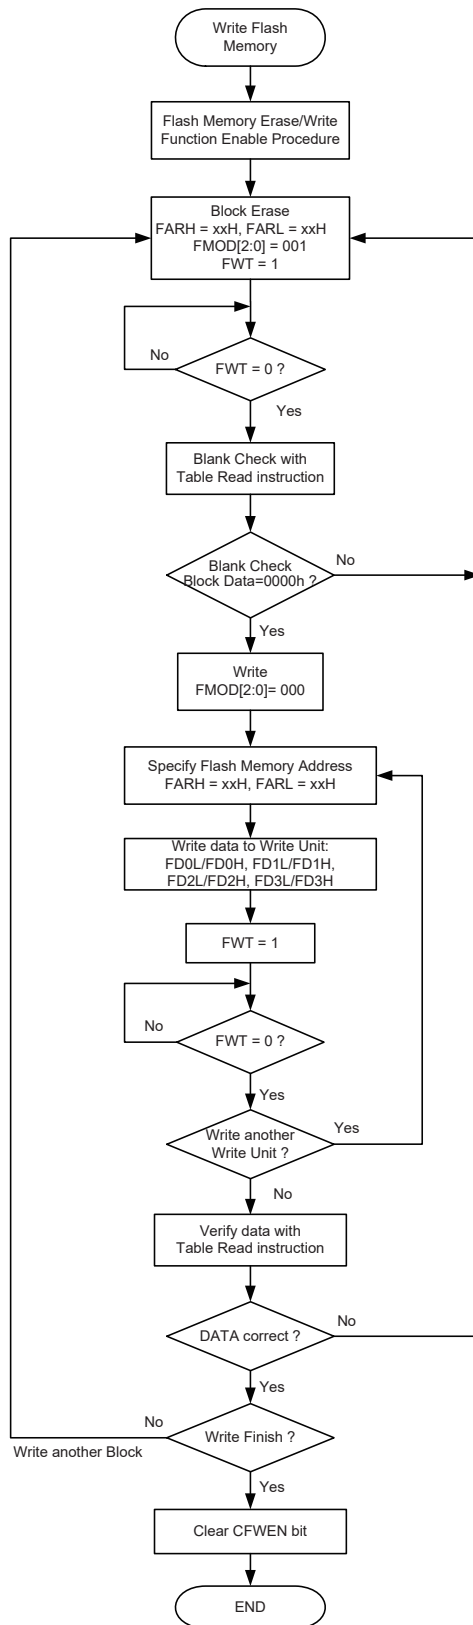 Write Flash
Memory
Flash Memory Erase/Write
Function Enable Procedure
Block Erase
FARH = xxH, FARL = xxH
FMOD[2:0] = 001
FWT = 1
No
FWT = 0 ?
Yes
Blank Check with
Table Read instruction
Blank Check
Block Data=0000h ?
No
Yes
Write
FMOD[2:0]= 000
Specify Flash Memory Address
FARH = xxH, FARL = xxH
Write data to Write Unit:
FD0L/FD0H, FD1L/FD1H,
FD2L/FD2H, FD3L/FD3H
FWT = 1
No
FWT = 0 ?
Yes
Write another
Write Unit ?
Yes
No
Verify data with
Table Read instruction
DATA correct ?
No
Yes
No
Write Finish ?
Write another Block
Yes
Clear CFWEN bit
END